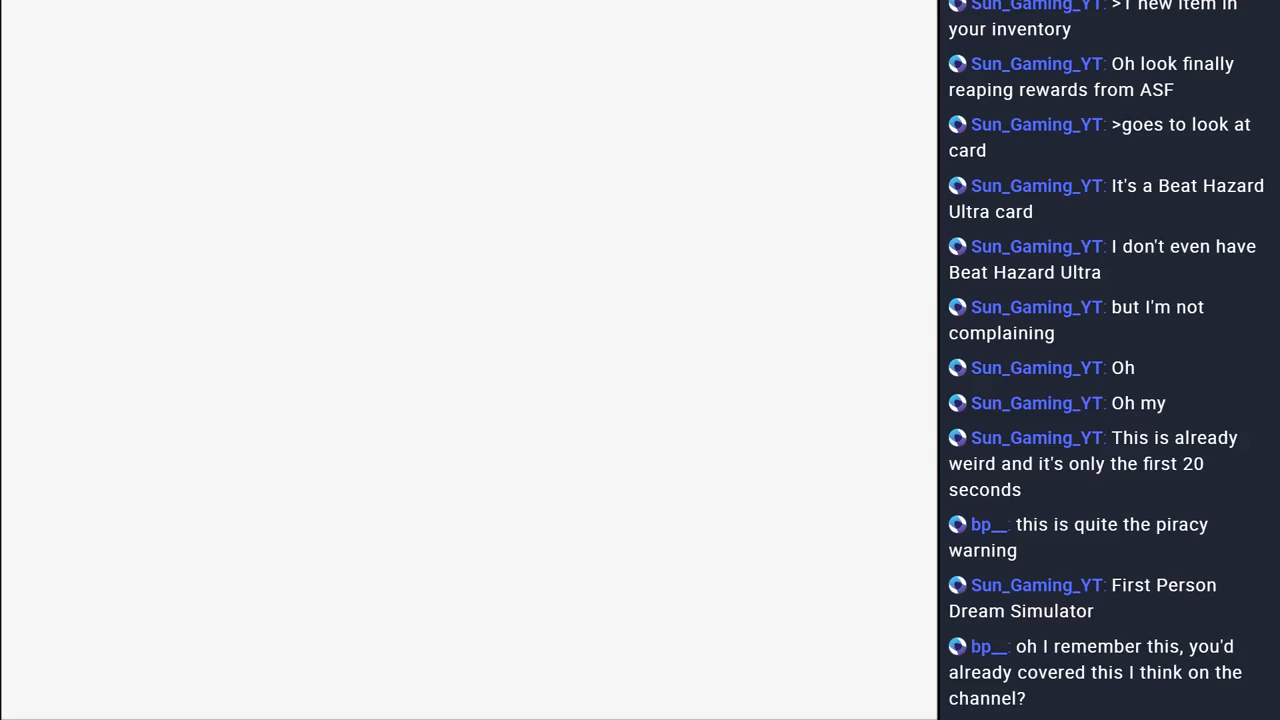 Sun_Gaming_YT: >1 new item in
your inventory
Sun_Gaming_YT: Oh look finally
reaping rewards from ASF
Sun_Gaming_YT: >goes to look at
card
Sun_Gaming_YT: It's a Beat Hazard
Ultra card
Sun_Gaming_YT: I don't even have
Beat Hazard Ultra
Sun_Gaming_YT: but I'm not
complaining
Sun_Gaming_YT: Oh
Sun_Gaming_YT: Oh my
Sun_Gaming_YT: This is already
weird and it's only the first 20
seconds
bp__: this is quite the piracy
warning
Sun_Gaming_YT: First Person
Dream Simulator
bp__: oh I remember this, you'd
already covered this I think on the
channel?